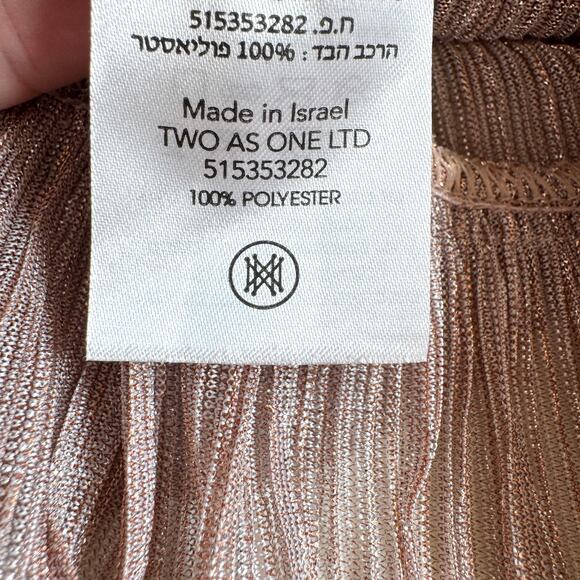 ח.פ. 515353282
הרכב הבד: 100% פוליאסטר
Made in Israel
TWO AS ONE LTD
515353282
100% POLYESTER